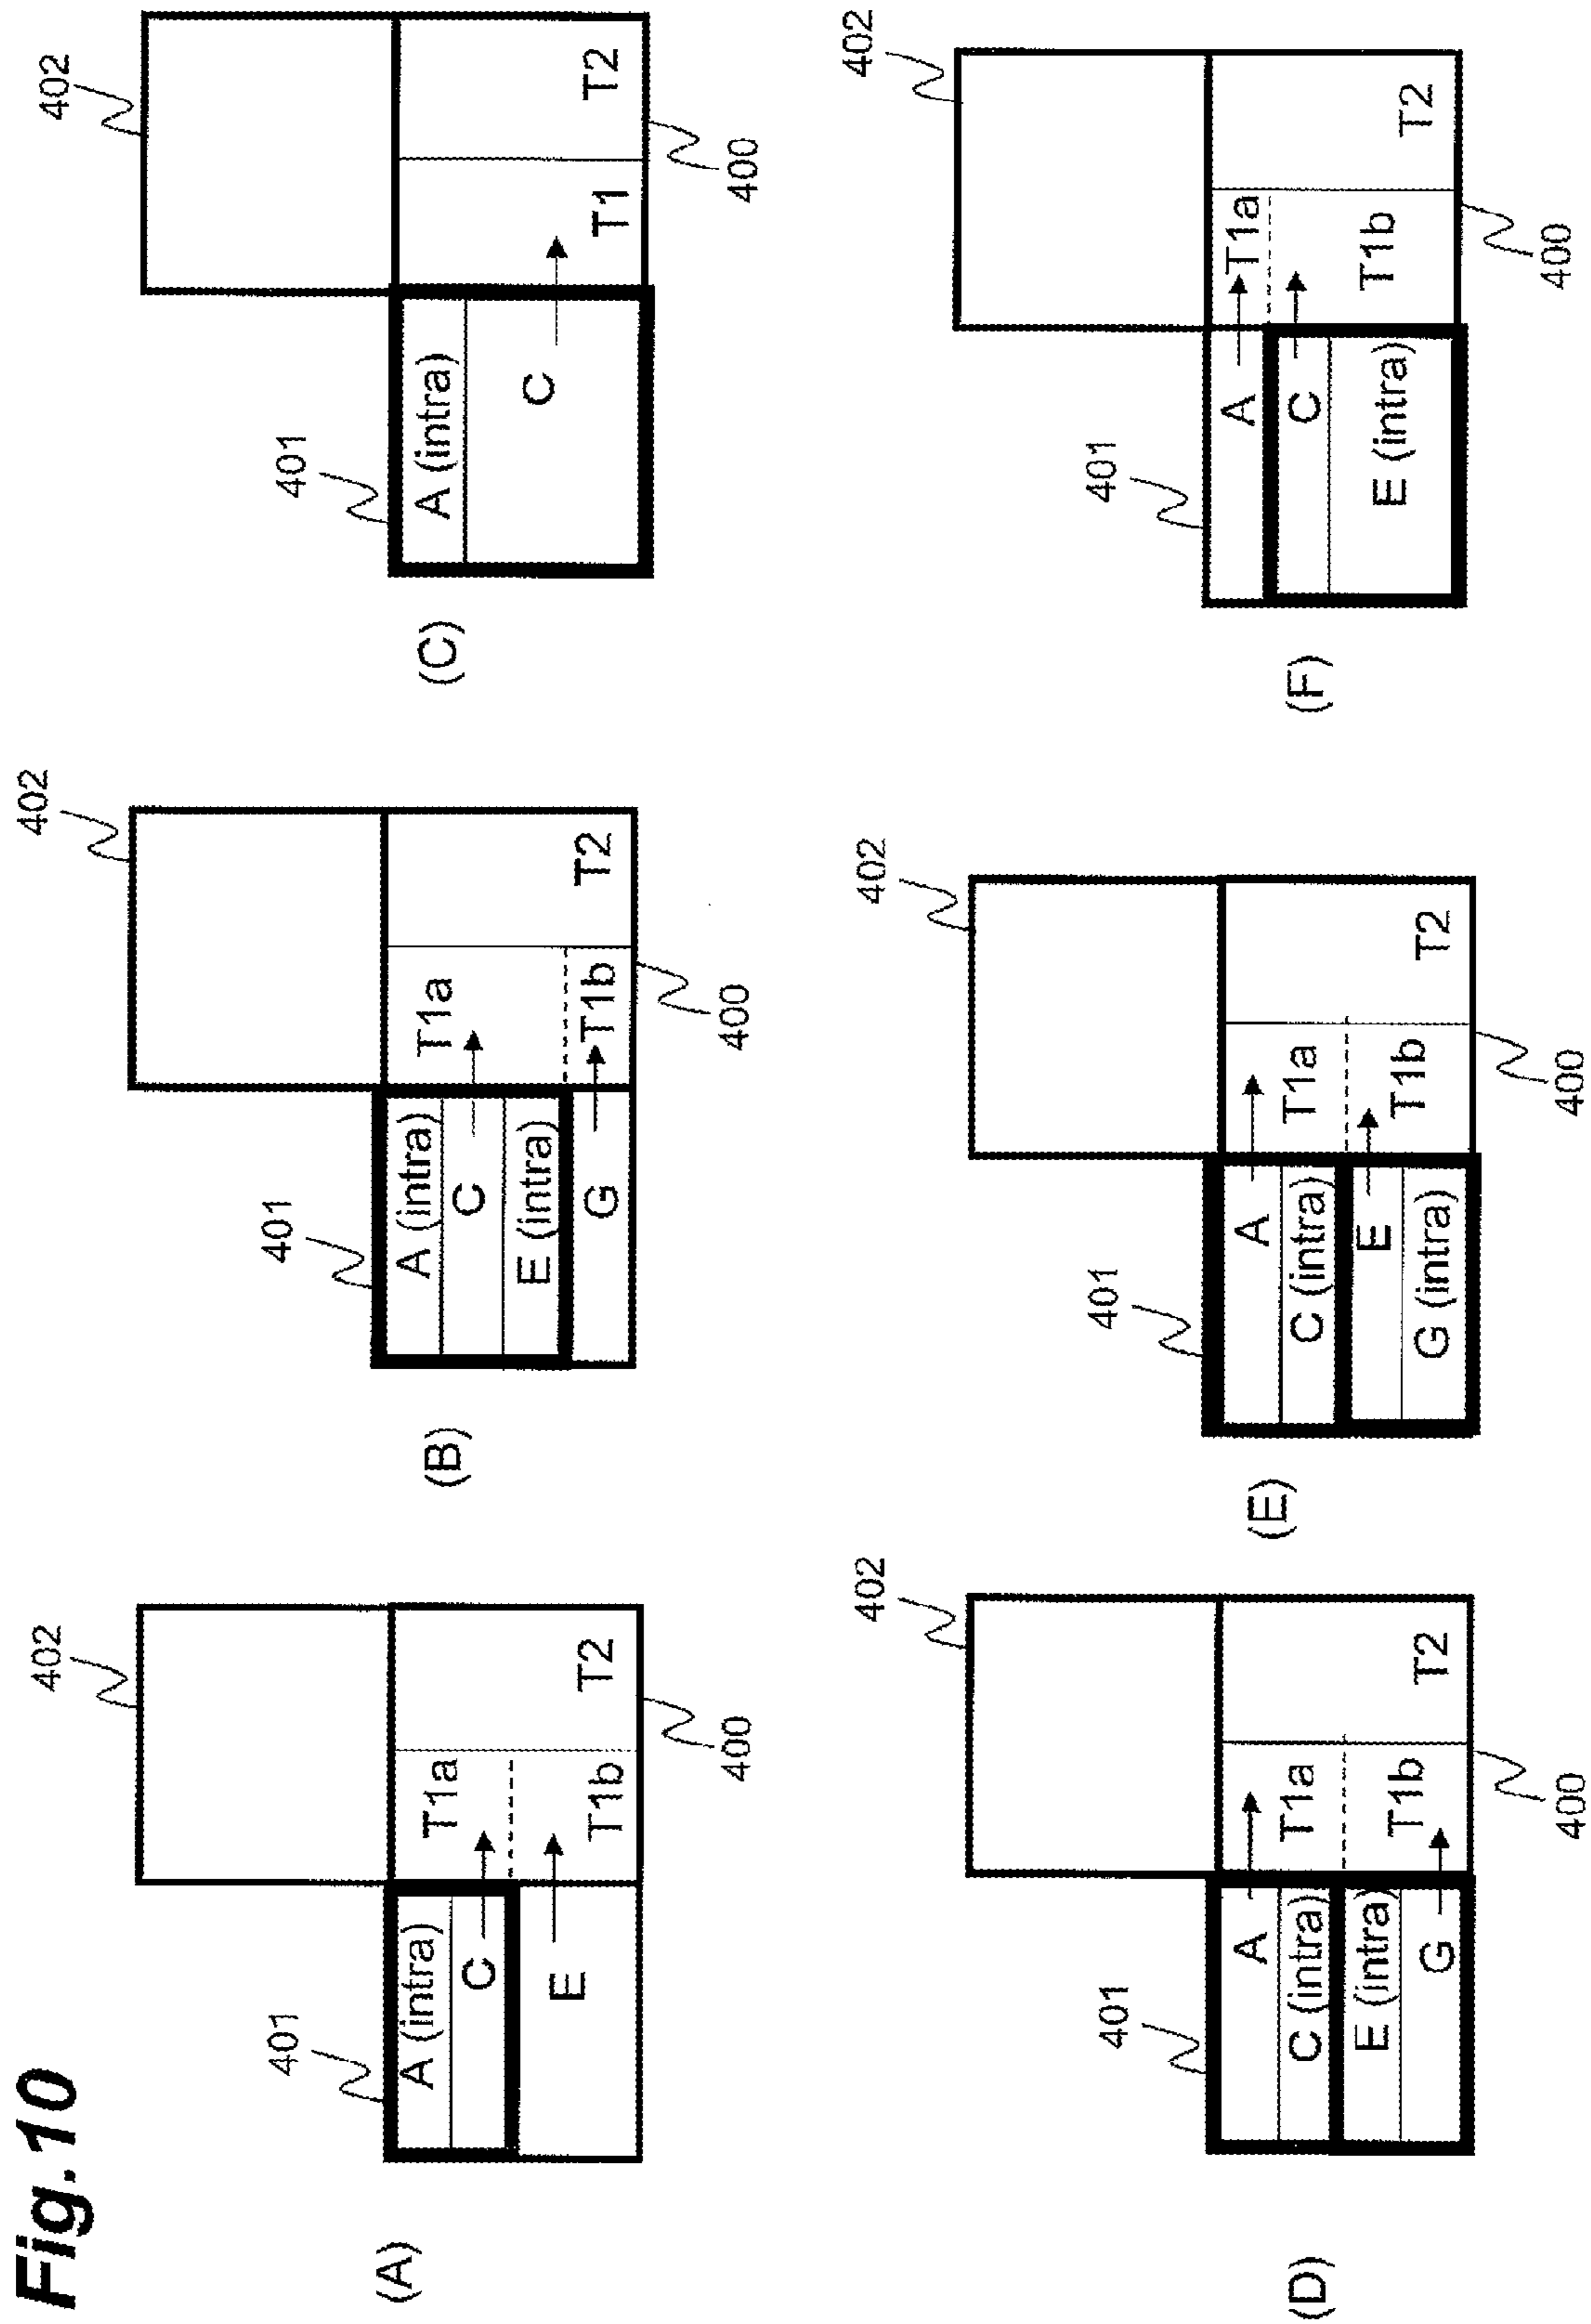 Fig.10
(A)
401
402
A (intra)
C
E
T1a
T1b
T2
400
(B)
401
402
A (intra)
C
E (intra)
G
T1a
T1b
T2
400
(C)
401
402
A (intra)
C
T1
T2
400
(D)
401
402
A
C (intra)
E (intra)
G
T1a
T1b
T2
400
(E)
401
402
A
C (intra)
E
G (intra)
T1a
T1b
T2
400
(F)
401
402
A
C
E (intra)
T1a
T1b
T2
400